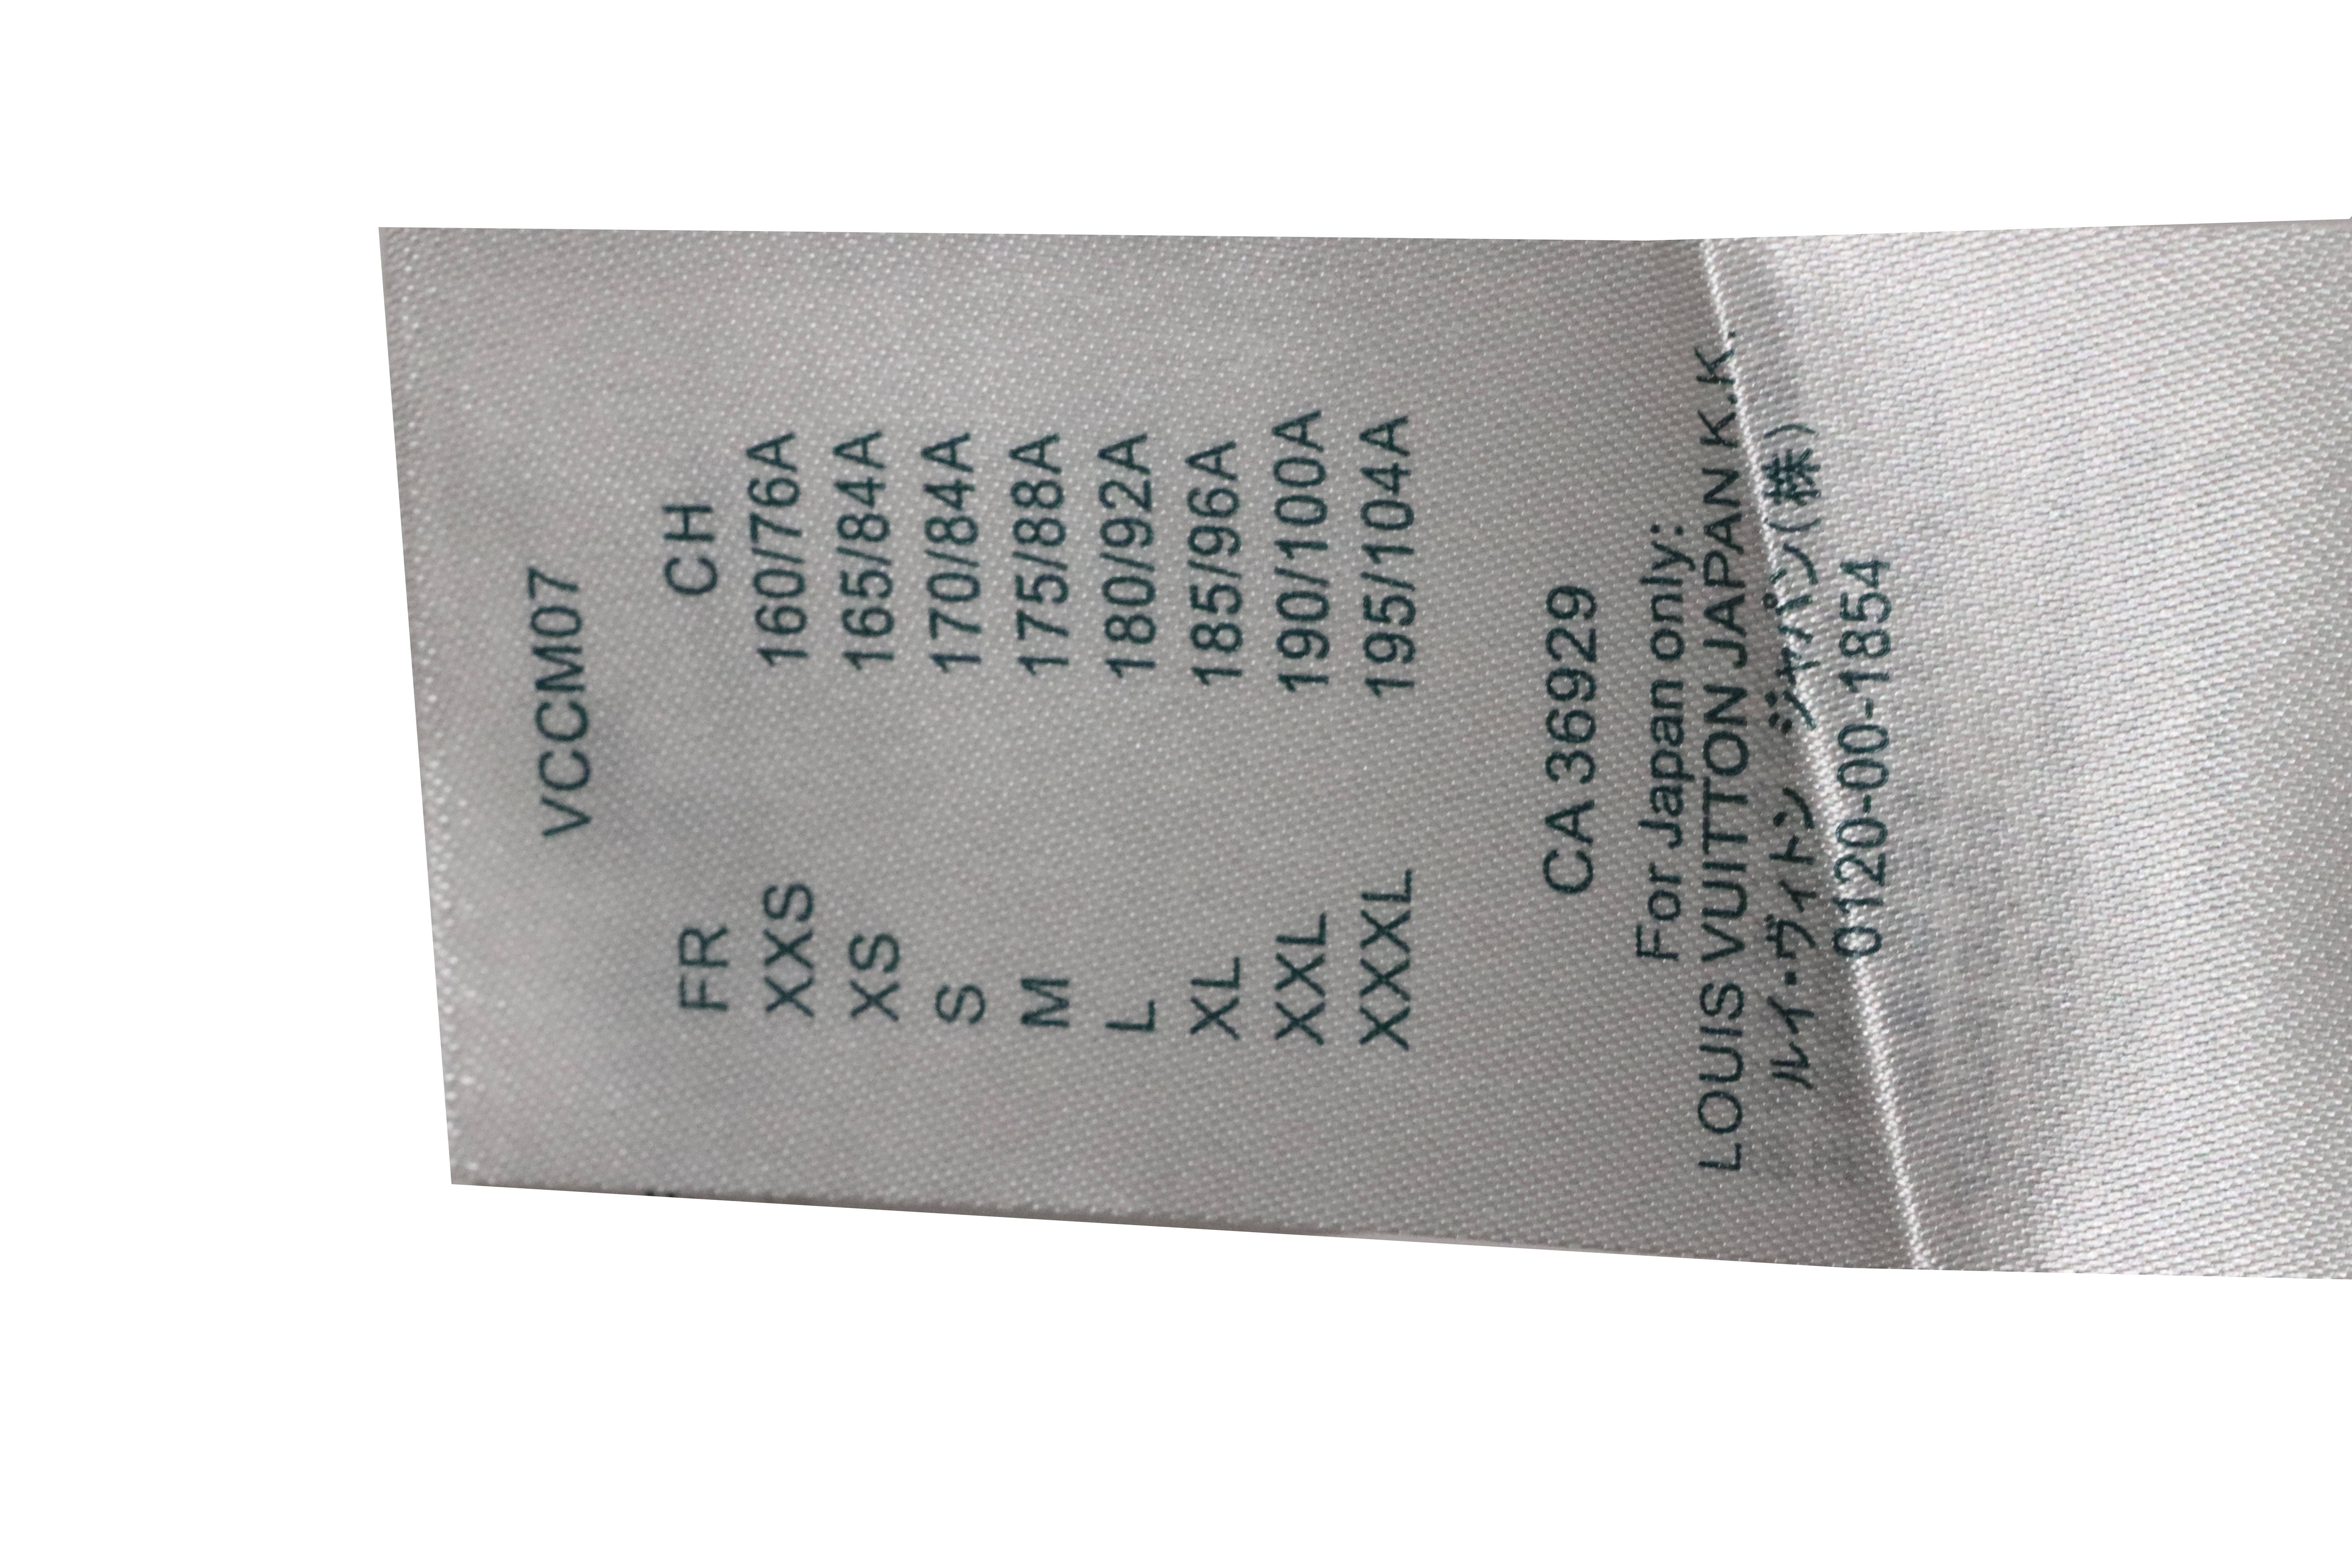 VCCM07
FR CH
XXS 160/76A
XS 165/84A
S 170/84A
M 175/88A
L 180/92A
XL 185/96A
XXL 190/100A
XXXL 195/104A
CA 36929
For Japan only:
LOUIS VUITTON JAPAN K.K.
ルイ・ヴィトン ジャパン(株)
0120-00-1854